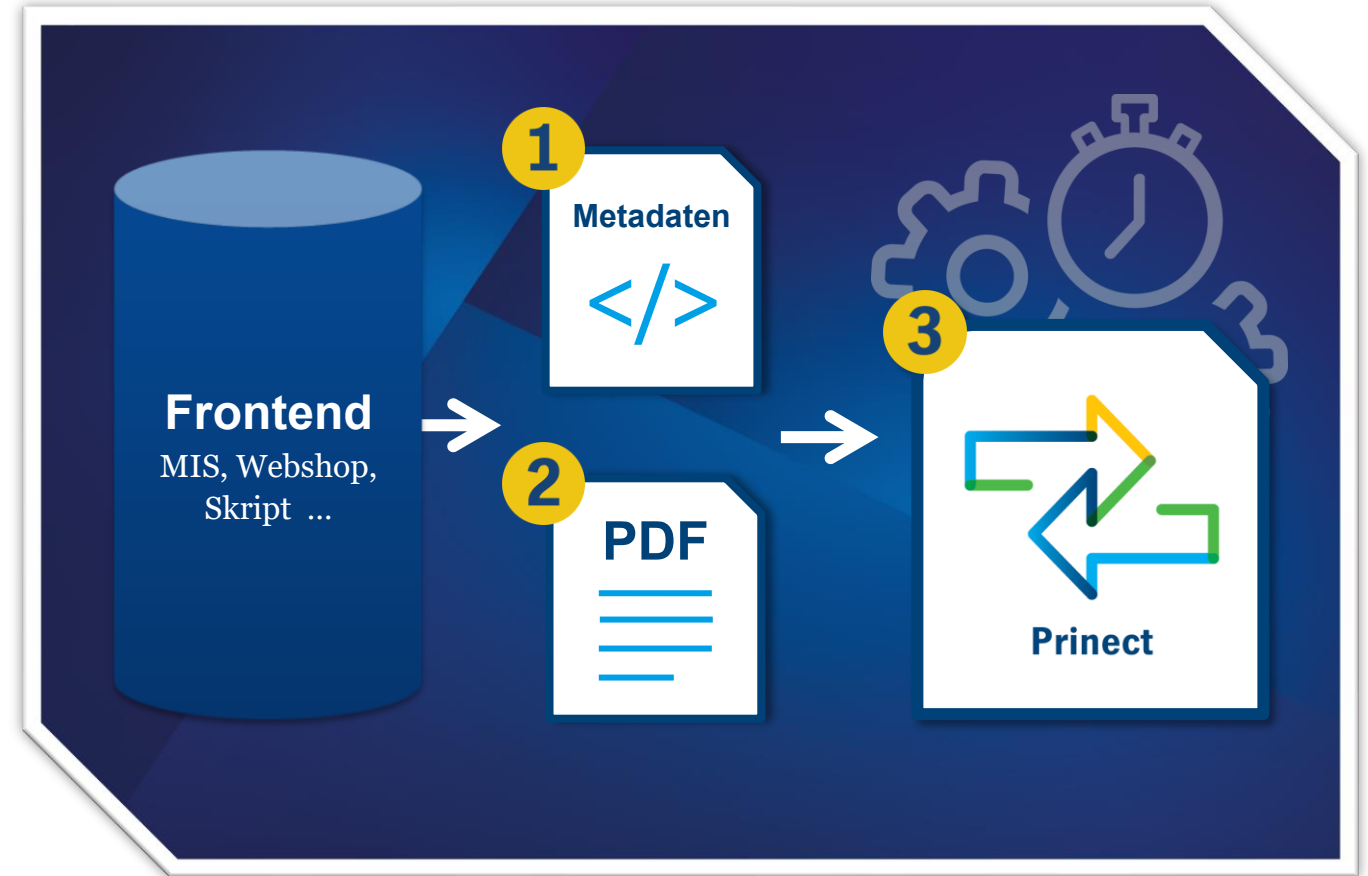 Frontend
MIS, Webshop,
Skript ...
1
Metadaten
</>
2
PDF
3
Prinect